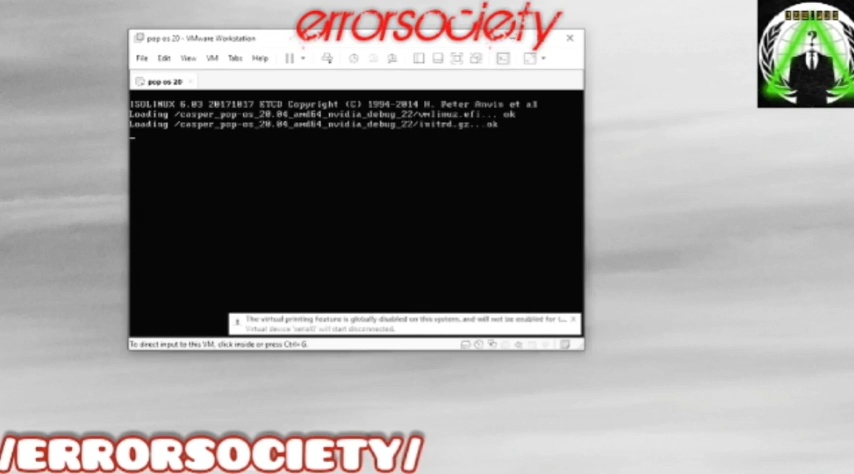 errorsociety
pop os 20 - VMware Workstation
File Edit View VM Tabs Help
pop os 20
ISOLINUX 6.03 20171017 ETCD Copyright (C) 1994-2014 H. Peter Anvin et al
Loading /casper_pop-os_20.04_amd64_nvidia_debug_22/vmlinuz.efi... ok
Loading /casper_pop-os_20.04_amd64_nvidia_debug_22/initrd.gz...ok
The virtual printing feature is globally disabled on this system, and will not be enabled for t...
Virtual device 'serial0' will start disconnected.
To direct input to this VM, click inside or press Ctrl+G.
/ERRORSOCIETY/